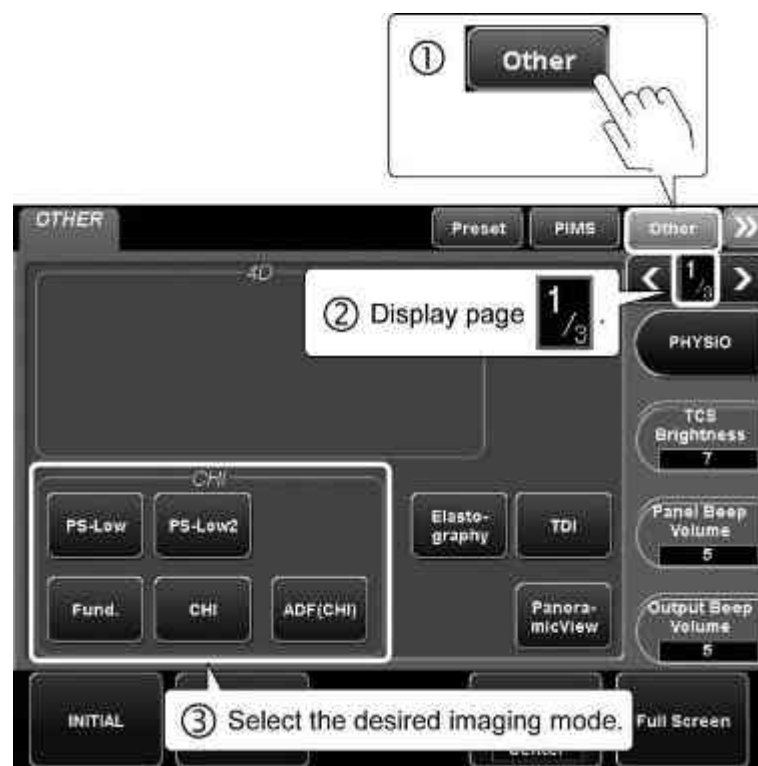 ① Other
OTHER
Preset
PIMS
Other
4D
② Display page 1/3 .
1/3
PHYSIO
TCS
Brightness
7
CHI
PS-Low
PS-Low2
Elasto-
graphy
TDI
Panel Beep
Volume
5
Fund.
CHI
ADF(CHI)
Panora-
micView
Output Beep
Volume
5
INITIAL
③ Select the desired imaging mode.
Full Screen